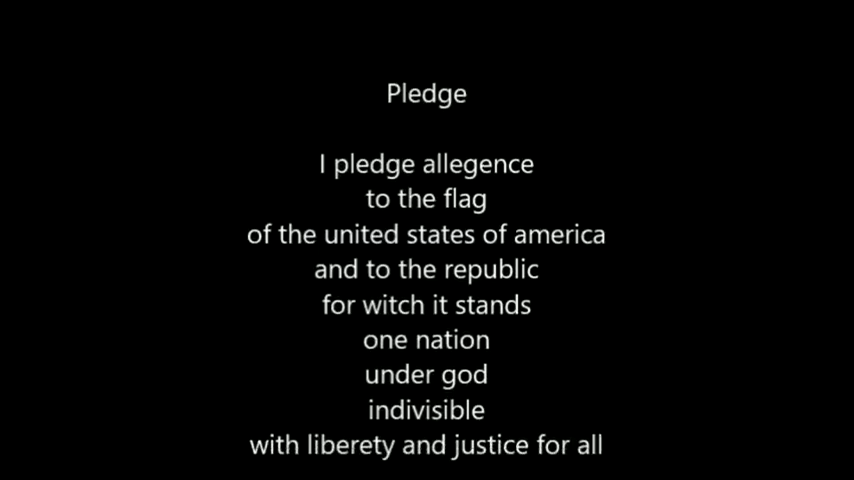 Pledge
I pledge allegence
to the flag
of the united states of america
and to the republic
for witch it stands
one nation
under god
indivisible
with liberety and justice for all